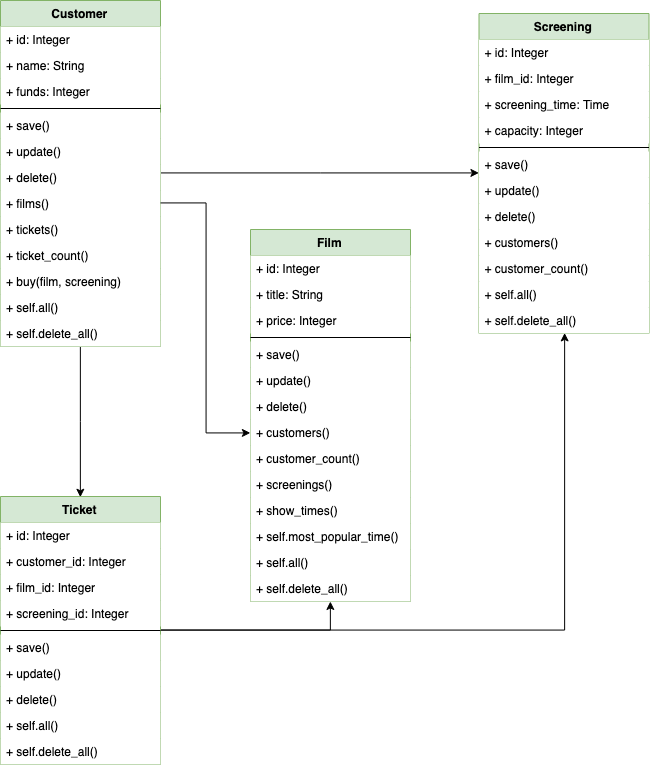 Customer
+ id: Integer
+ name: String
+ funds: Integer
+ save()
+ update()
+ delete()
+ films()
+ tickets()
+ ticket_count()
+ buy(film, screening)
+ self.all()
+ self.delete_all()
Screening
+ id: Integer
+ film_id: Integer
+ screening_time: Time
+ capacity: Integer
+ save()
+ update()
+ delete()
+ customers()
+ customer_count()
+ self.all()
+ self.delete_all()
Film
+ id: Integer
+ title: String
+ price: Integer
+ save()
+ update()
+ delete()
+ customers()
+ customer_count()
+ screenings()
+ show_times()
+ self.most_popular_time()
+ self.all()
+ self.delete_all()
Ticket
+ id: Integer
+ customer_id: Integer
+ film_id: Integer
+ screening_id: Integer
+ save()
+ update()
+ delete()
+ self.all()
+ self.delete_all()